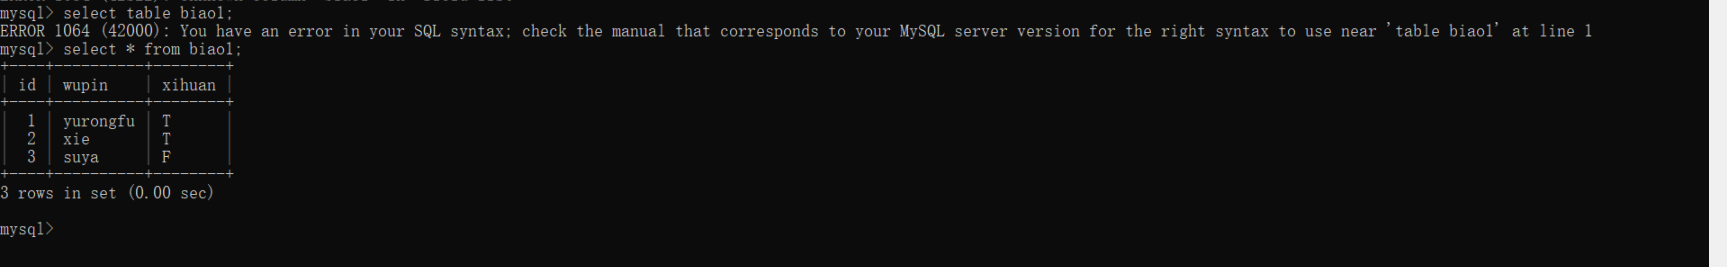 mysql> select table biaol;
ERROR 1064 (42000): You have an error in your SQL syntax; check the manual that corresponds to your MySQL server version for the right syntax to use near 'table biaol' at line 1
mysql> select * from biaol;
+----+----------+--------+
| id | wupin    | xihuan |
+----+----------+--------+
|  1 | yurongfu | T      |
|  2 | xie      | T      |
|  3 | suya     | F      |
+----+----------+--------+
3 rows in set (0.00 sec)
mysql>